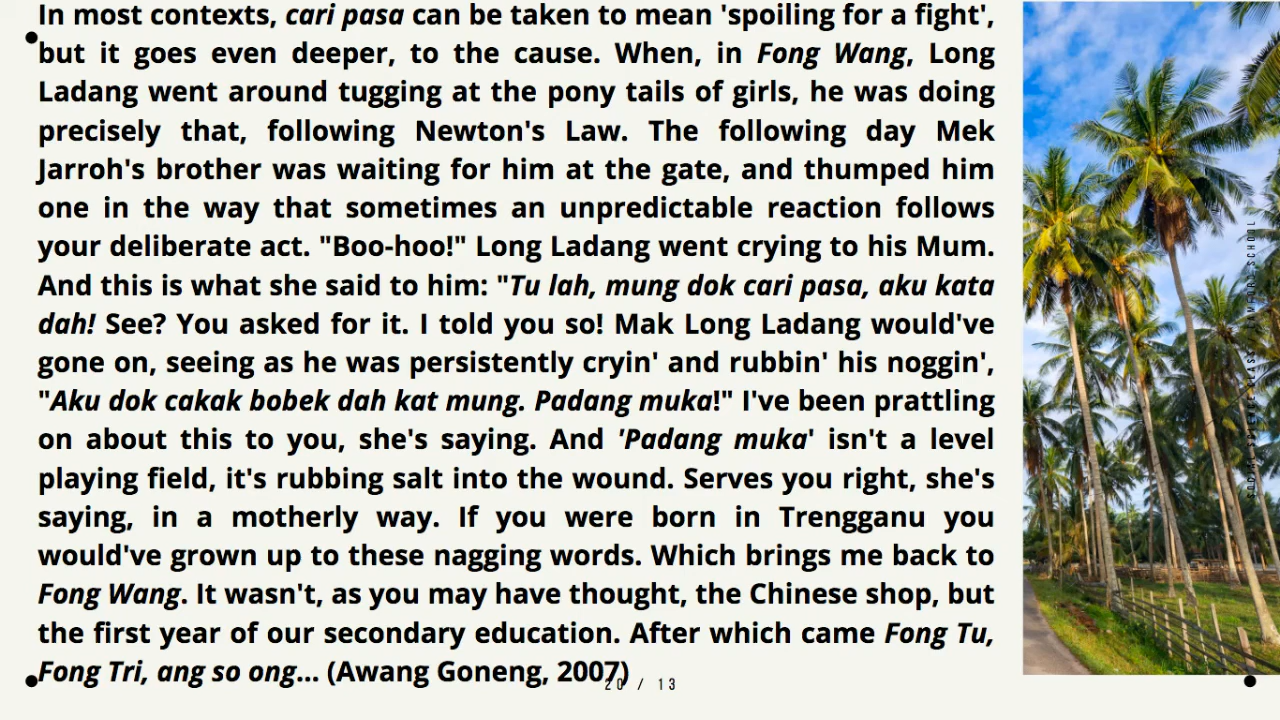 In most contexts, cari pasa can be taken to mean 'spoiling for a fight',
but it goes even deeper, to the cause. When, in Fong Wang, Long
Ladang went around tugging at the pony tails of girls, he was doing
precisely that, following Newton's Law. The following day Mek
Jarroh's brother was waiting for him at the gate, and thumped him
one in the way that sometimes an unpredictable reaction follows
your deliberate act. "Boo-hoo!" Long Ladang went crying to his Mum.
And this is what she said to him: "Tu lah, mung dok cari pasa, aku kata
dah! See? You asked for it. I told you so! Mak Long Ladang would've
gone on, seeing as he was persistently cryin' and rubbin' his noggin',
"Aku dok cakak bobek dah kat mung. Padang muka!" I've been prattling
on about this to you, she's saying. And 'Padang muka' isn't a level
playing field, it's rubbing salt into the wound. Serves you right, she's
saying, in a motherly way. If you were born in Trengganu you
would've grown up to these nagging words. Which brings me back to
Fong Wang. It wasn't, as you may have thought, the Chinese shop, but
the first year of our secondary education. After which came Fong Tu,
Fong Tri, ang so ong... (Awang Goneng, 2007)
20 / 13
SCHOOL